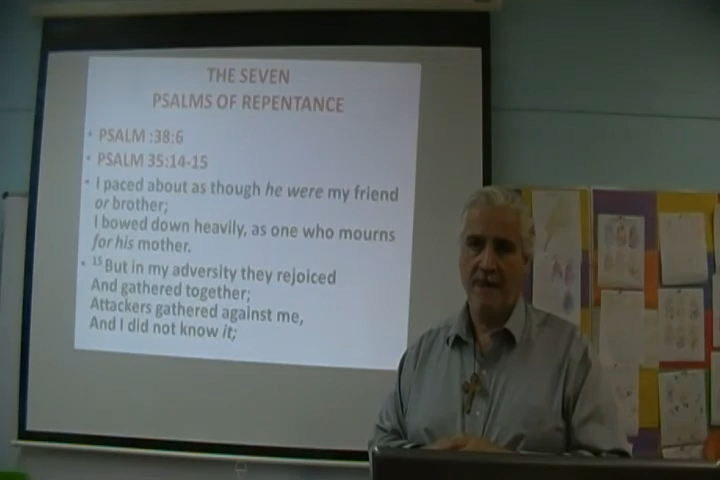 THE SEVEN
PSALMS OF REPENTANCE
• PSALM :38:6
• PSALM 35:14-15
• I paced about as though he were my friend
or brother;
I bowed down heavily, as one who mourns
for his mother.
• 15 But in my adversity they rejoiced
And gathered together;
Attackers gathered against me,
And I did not know it;